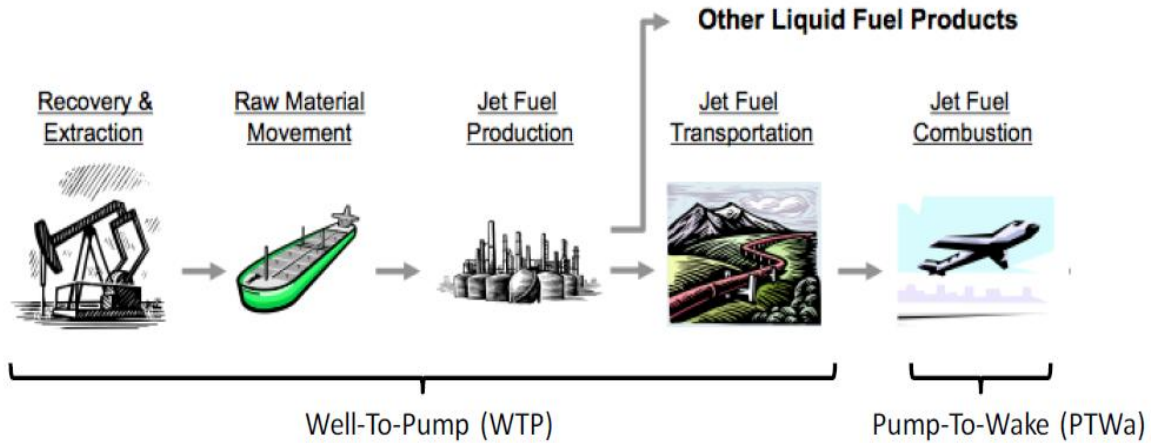 Other Liquid Fuel Products
Recovery &
Extraction
Raw Material
Movement
Jet Fuel
Production
Jet Fuel
Transportation
Jet Fuel
Combustion
Well-To-Pump (WTP)
Pump-To-Wake (PTWa)